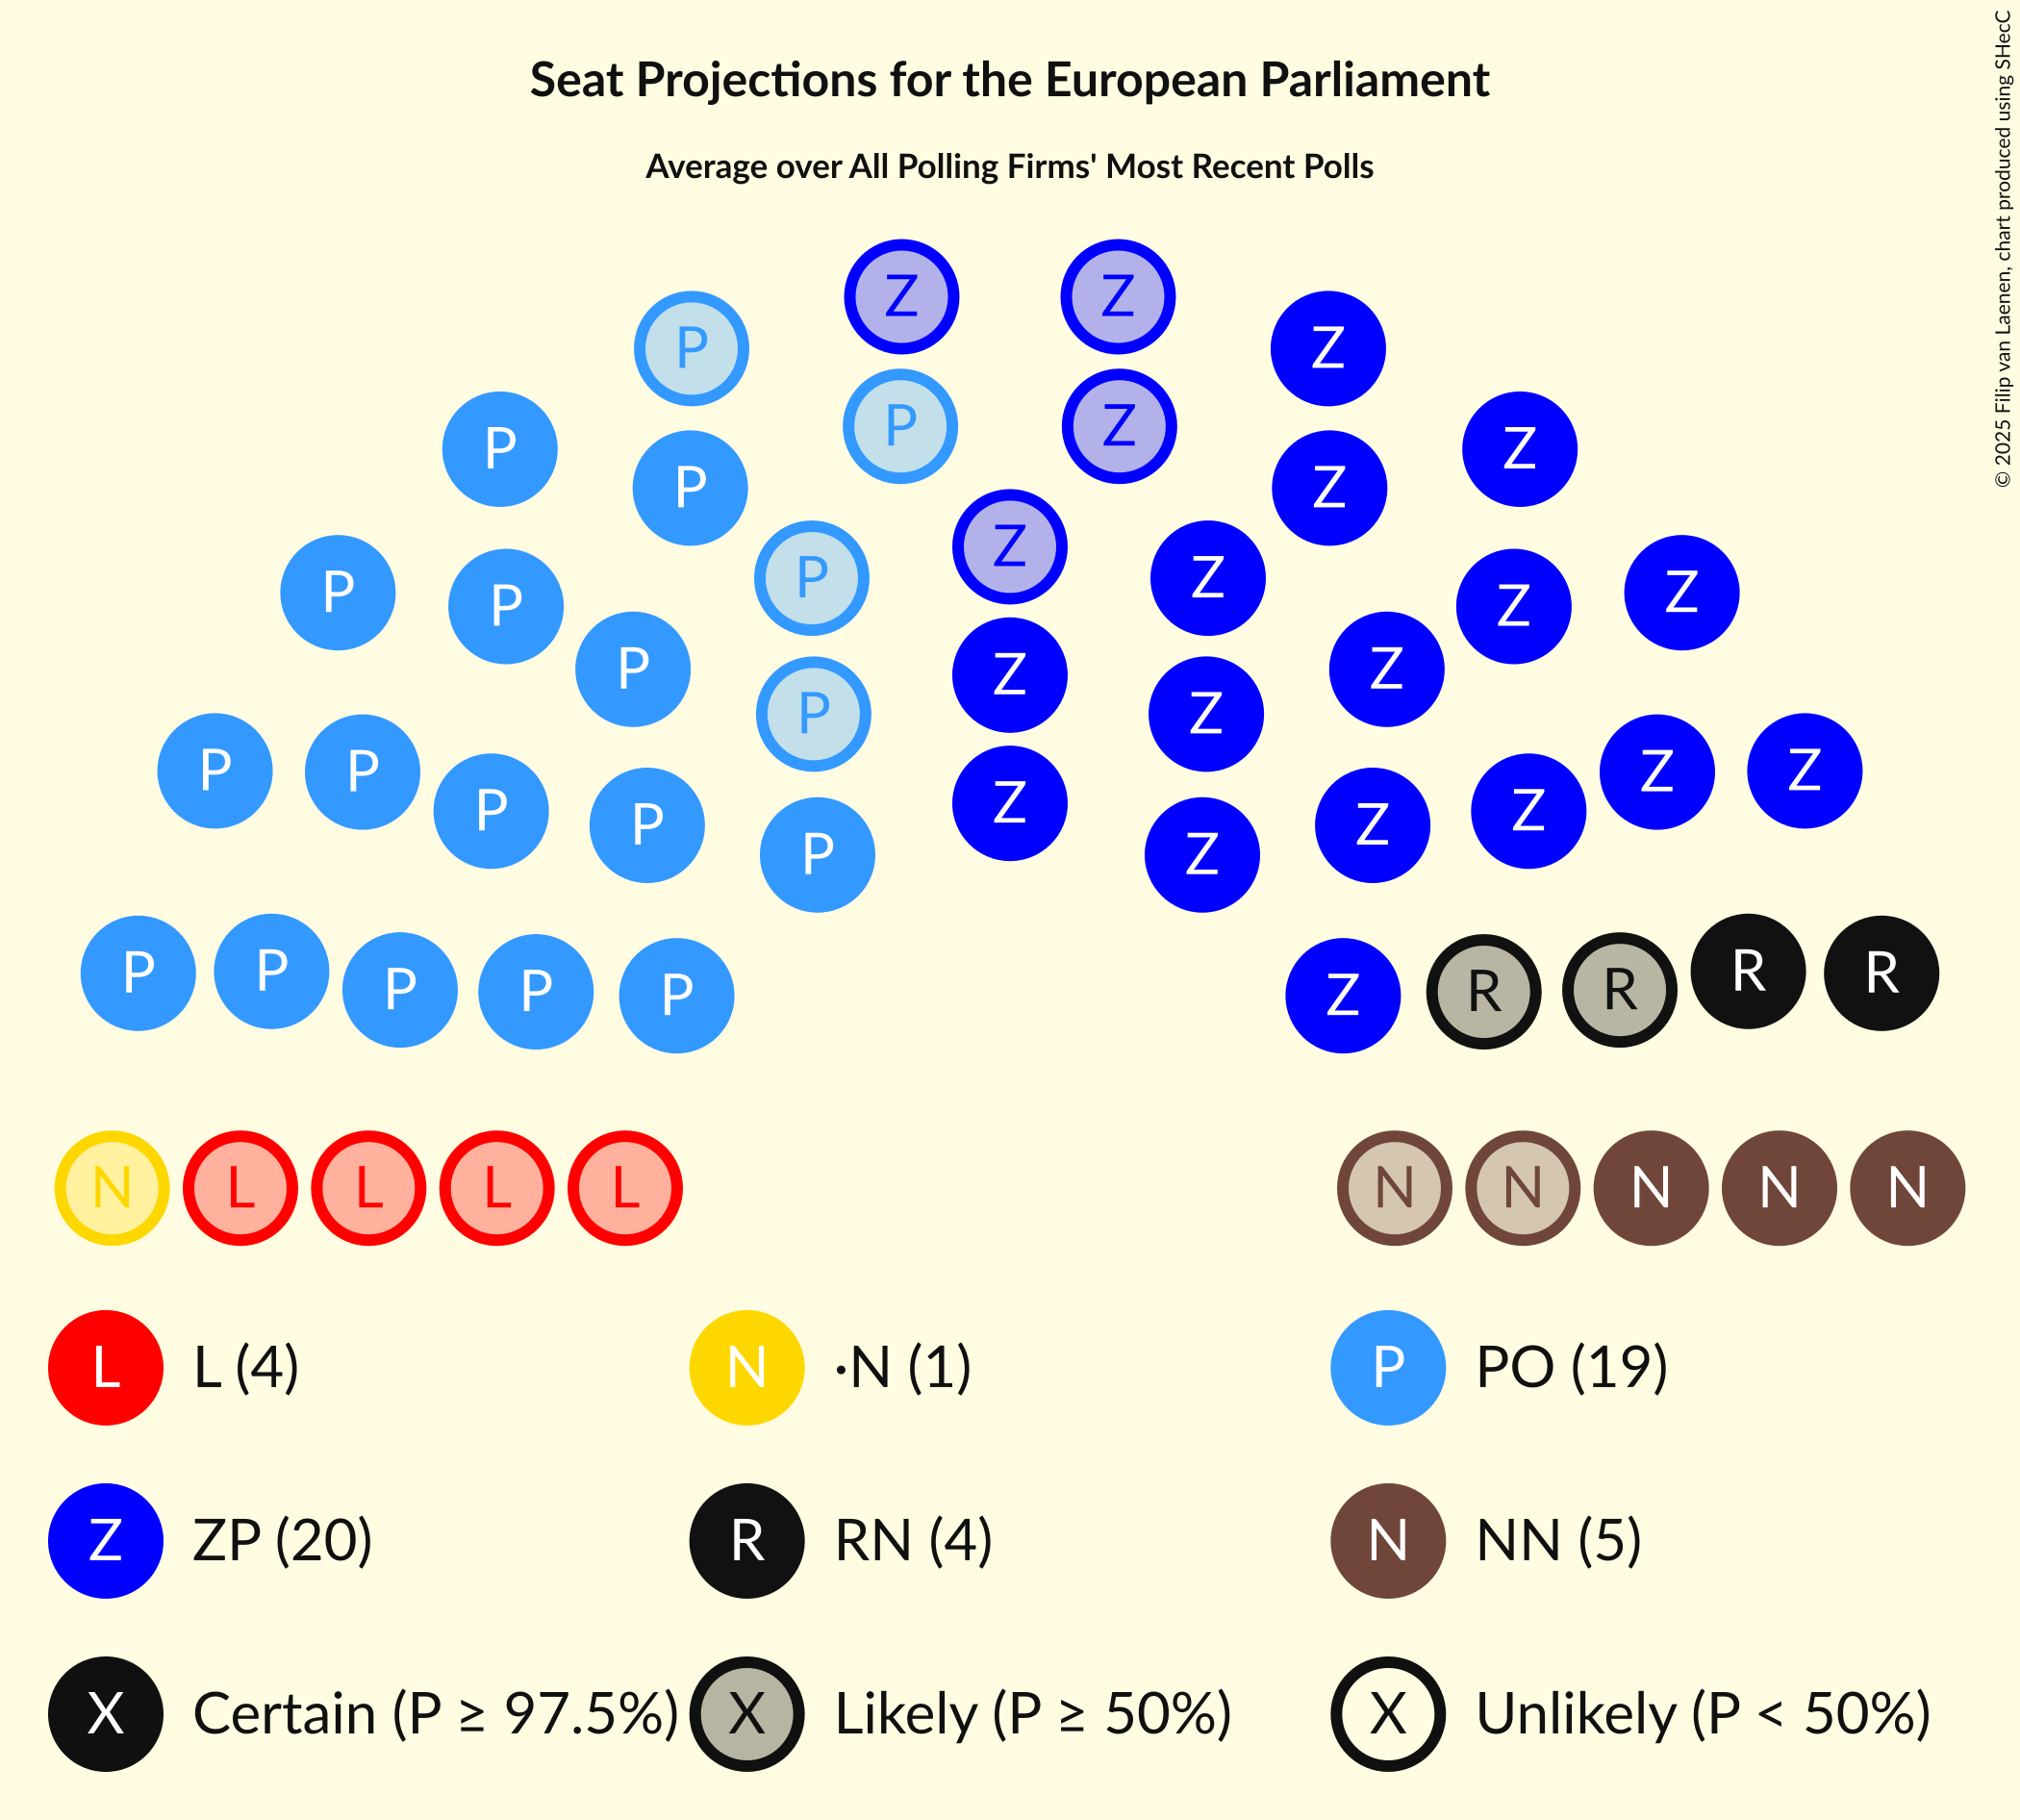 Seat Projections for the European Parliament
Average over All Polling Firms' Most Recent Polls
© 2025 Filip van Laenen, chart produced using SHecC
Z Z
P Z
P Z
P Z
P Z
P Z
Z
P Z
P Z
P Z
P Z
Z
P Z
P P Z Z
P Z
P Z
Z
P Z
P P P P P Z R R R R
N L L L L N N N N N
L L (4) N ·N (1) P PO (19)
Z ZP (20) R RN (4) N NN (5)
X Certain (P ≥ 97.5%) X Likely (P ≥ 50%) X Unlikely (P < 50%)